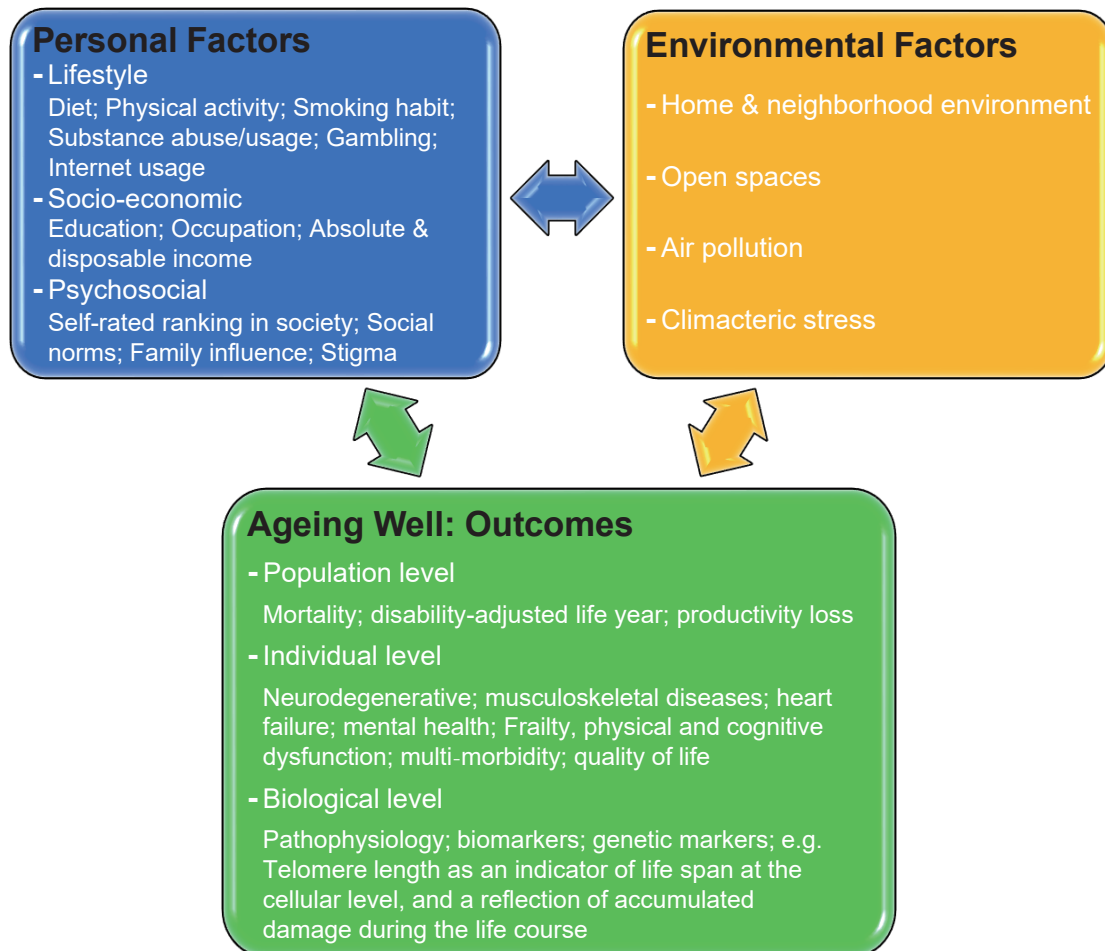 Personal Factors
- Lifestyle
Diet; Physical activity; Smoking habit;
Substance abuse/usage; Gambling;
Internet usage
- Socio-economic
Education; Occupation; Absolute &
disposable income
- Psychosocial
Self-rated ranking in society; Social
norms; Family influence; Stigma
Environmental Factors
- Home & neighborhood environment
- Open spaces
- Air pollution
- Climacteric stress
Ageing Well: Outcomes
- Population level
Mortality; disability-adjusted life year; productivity loss
- Individual level
Neurodegenerative; musculoskeletal diseases; heart
failure; mental health; Frailty, physical and cognitive
dysfunction; multi-morbidity; quality of life
- Biological level
Pathophysiology; biomarkers; genetic markers; e.g.
Telomere length as an indicator of life span at the
cellular level, and a reflection of accumulated
damage during the life course